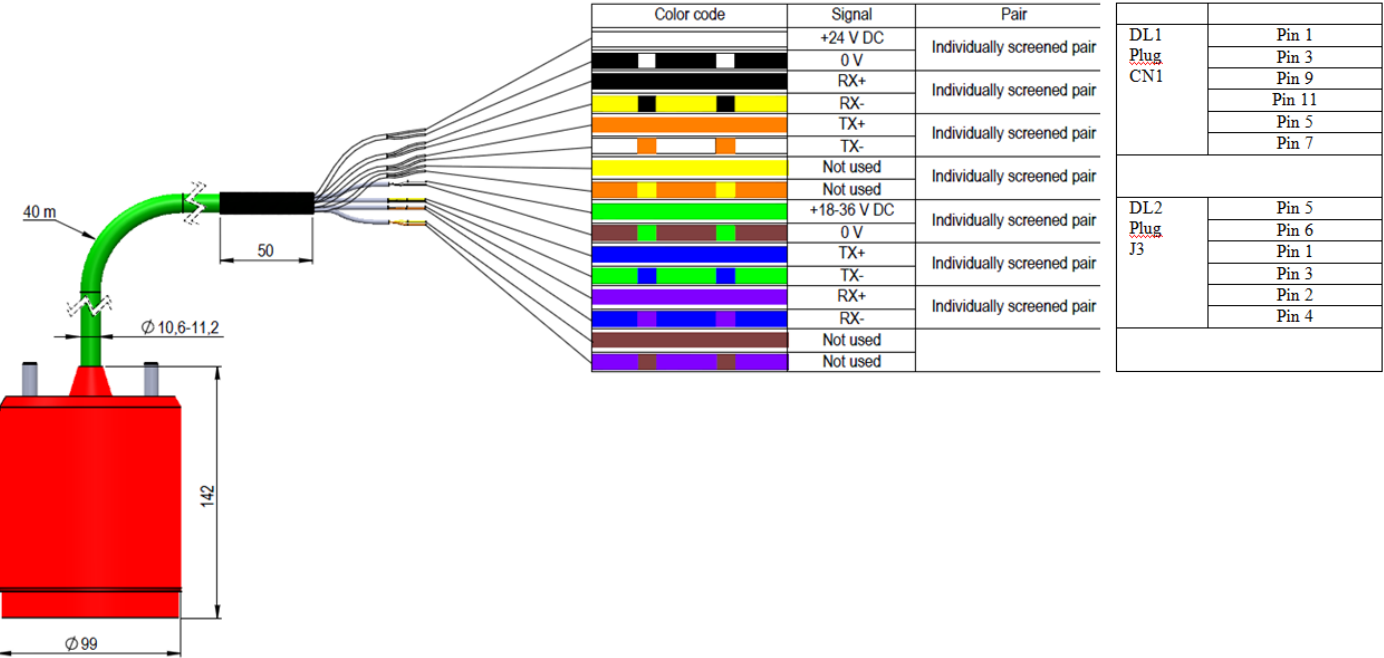 Color code Signal Pair
+24 V DC Individually screened pair DL1 Plug CN1 Pin 1
0 V Pin 3
RX+ Individually screened pair Pin 9
RX- Pin 11
TX+ Individually screened pair Pin 5
TX- Pin 7
Not used Individually screened pair
Not used
+18-36 V DC Individually screened pair DL2 Plug J3 Pin 5
0 V Pin 6
TX+ Individually screened pair Pin 1
TX- Pin 3
RX+ Individually screened pair Pin 2
RX- Pin 4
Not used
Not used
40 m
50
Ø 10,6-11,2
142
Ø 99